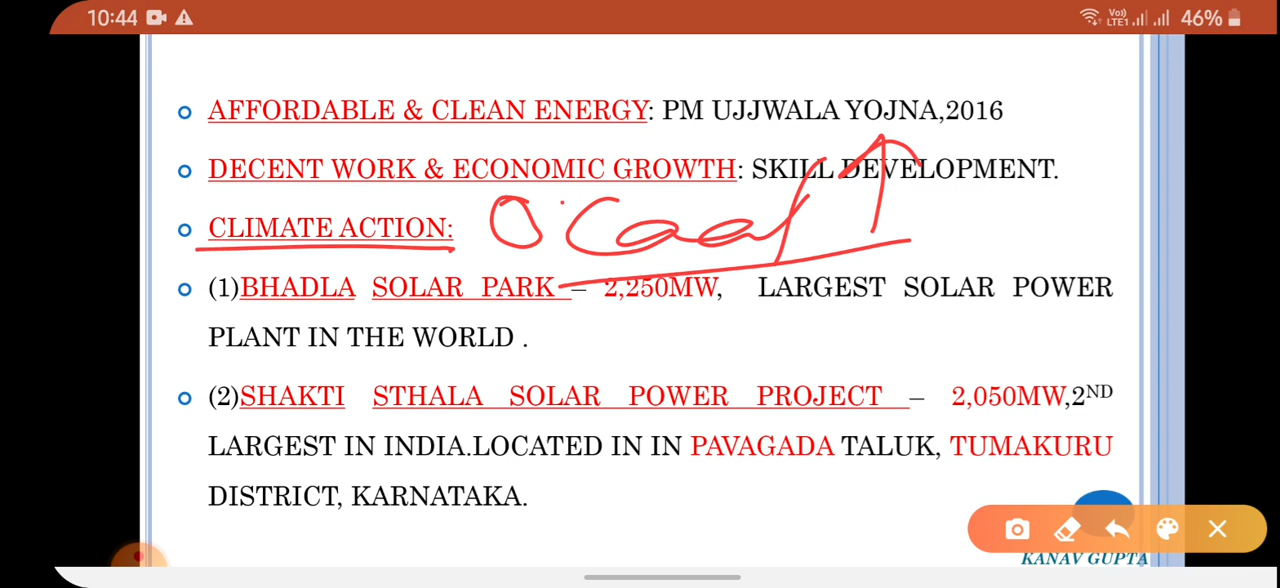 10:44 Vo)) LTE1 46%
AFFORDABLE & CLEAN ENERGY: PM UJJWALA YOJNA,2016
DECENT WORK & ECONOMIC GROWTH: SKILL DEVELOPMENT.
CLIMATE ACTION:
(1)BHADLA SOLAR PARK – 2,250MW, LARGEST SOLAR POWER
PLANT IN THE WORLD .
(2)SHAKTI STHALA SOLAR POWER PROJECT – 2,050MW,2ND
LARGEST IN INDIA.LOCATED IN IN PAVAGADA TALUK, TUMAKURU
DISTRICT, KARNATAKA.
KANAV GUPTA